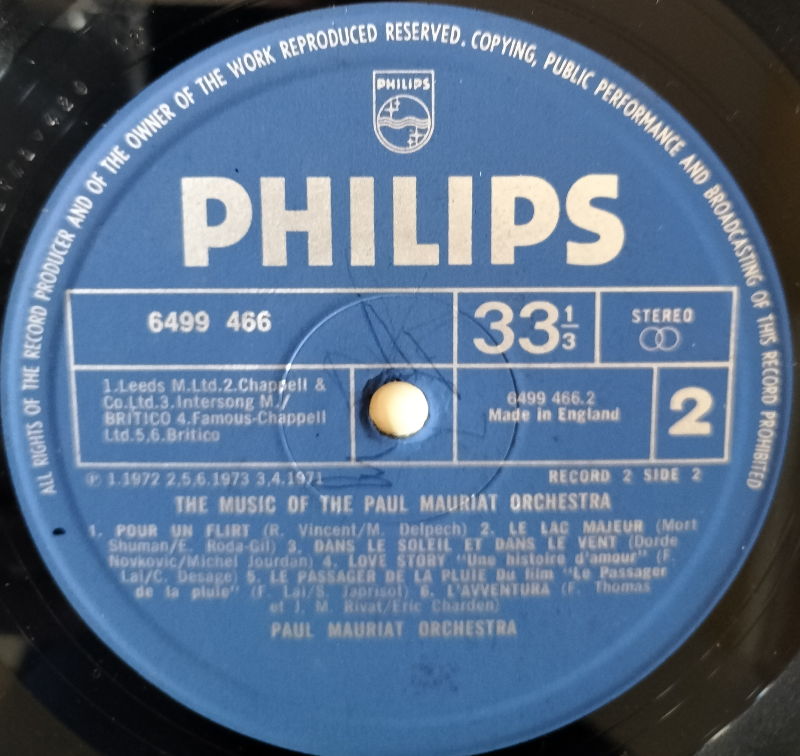 ALL RIGHTS OF THE RECORD PRODUCER AND OF THE OWNER OF THE WORK REPRODUCED RESERVED. COPYING, PUBLIC PERFORMANCE AND BROADCASTING OF THIS RECORD PROHIBITED
PHILIPS
PHILIPS
6499 466
33 1/3
STEREO
1.Leeds M.Ltd.2.Chappell &
Co.Ltd.3.Intersong M./
BRITICO 4.Famous-Chappell
Ltd.5,6.Britico
6499 466.2
Made in England
2
℗ 1.1972 2,5,6.1973 3,4.1971
RECORD 2 SIDE 2
THE MUSIC OF THE PAUL MAURIAT ORCHESTRA
1. POUR UN FLIRT (R. Vincent/M. Delpech) 2. LE LAC MAJEUR (Mort
Shuman/E. Roda-Gil) 3. DANS LE SOLEIL ET DANS LE VENT (Dorde
Novkovic/Michel Jourdan) 4. LOVE STORY "Une histoire d'amour" (F.
Lai/C. Desage) 5. LE PASSAGER DE LA PLUIE Du film "Le Passager
de la pluie" (F. Lai/S. Japrisot) 6. L'AVVENTURA (F. Thomas
et J. M. Rivat/Eric Charden)
PAUL MAURIAT ORCHESTRA